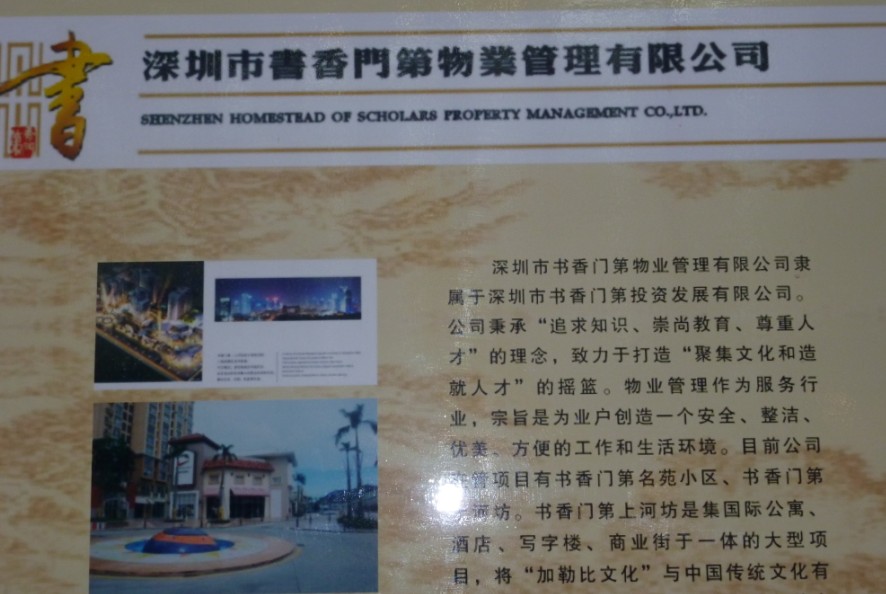 書
深圳市書香門第物業管理有限公司
SHENZHEN HOMESTEAD OF SCHOLARS PROPERTY MANAGEMENT CO.,LTD.
深圳市书香门第物业管理有限公司隶
属于深圳市书香门第投资发展有限公司。
公司秉承“追求知识、崇尚教育、尊重人
才”的理念，致力于打造“聚集文化和造
就人才”的摇篮。物业管理作为服务行
业，宗旨是为业户创造一个安全、整洁、
优美、方便的工作和生活环境。目前公司
在管项目有书香门第名苑小区、书香门第
上河坊。书香门第上河坊是集国际公寓、
酒店、写字楼、商业街于一体的大型项
目，将“加勒比文化”与中国传统文化有